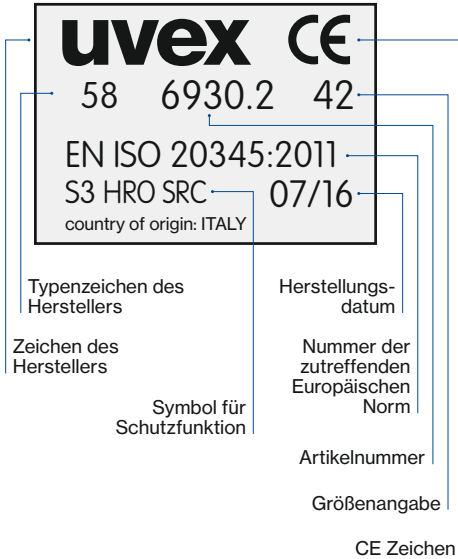 uvex CE
58 6930.2 42
EN ISO 20345:2011
S3 HRO SRC 07/16
country of origin: ITALY
Typenzeichen des
Herstellers
Herstellungs-
datum
Zeichen des
Herstellers
Nummer der
zutreffenden
Europäischen
Norm
Symbol für
Schutzfunktion
Artikelnummer
Größenangabe
CE Zeichen